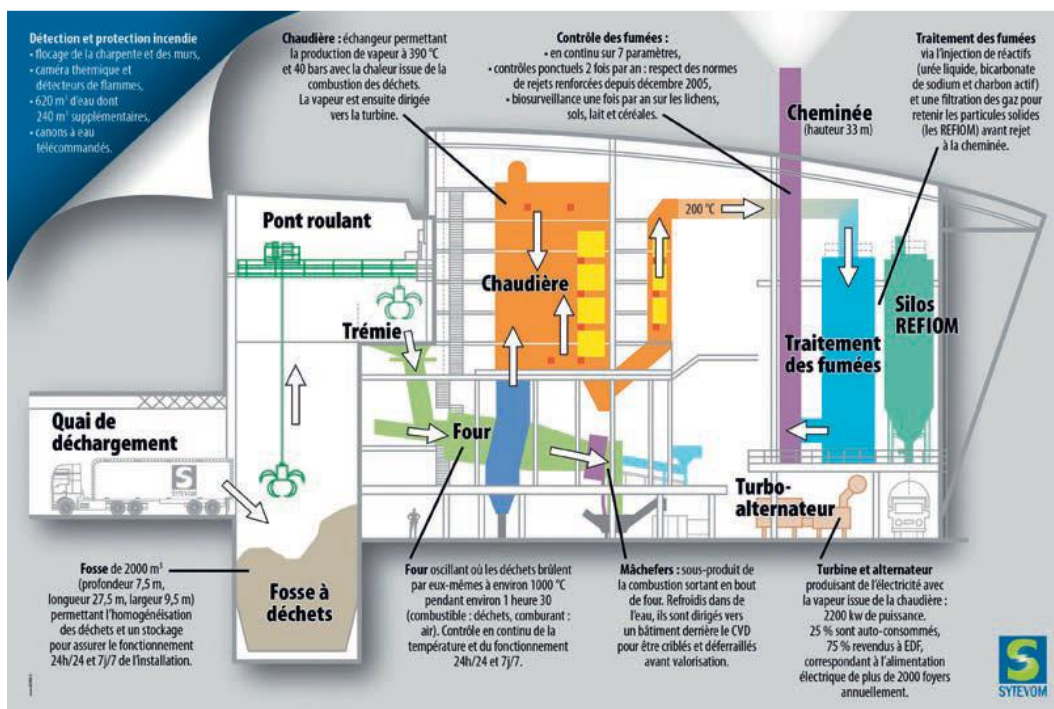 Détection et protection incendie
• flocage de la charpente et des murs,
• caméra thermique et
détecteurs de flammes,
• 620 m³ d'eau dont
240 m³ supplémentaires,
• canons à eau
télécommandés.
Chaudière : échangeur permettant
la production de vapeur à 390 °C
et 40 bars avec la chaleur issue de la
combustion des déchets.
La vapeur est ensuite dirigée
vers la turbine.
Contrôle des fumées :
• en continu sur 7 paramètres,
• contrôles ponctuels 2 fois par an : respect des normes
de rejets renforcées depuis décembre 2005,
• biosurveillance une fois par an sur les lichens,
sols, lait et céréales.
Cheminée
(hauteur 33 m)
Traitement des fumées
via l'injection de réactifs
(urée liquide, bicarbonate
de sodium et charbon actif)
et une filtration des gaz pour
retenir les particules solides
(les REFIOM) avant rejet
à la cheminée.
Pont roulant
200 °C
Chaudière
Trémie
Silos
REFIOM
Traitement
des fumées
Quai de
déchargement
S
SYTEVOM
Four
Turbo-
alternateur
Fosse à
déchets
Fosse de 2000 m³
(profondeur 7,5 m,
longueur 27,5 m, largeur 9,5 m)
permettant l'homogénéisation
des déchets et un stockage
pour assurer le fonctionnement
24h/24 et 7j/7 de l'installation.
Four oscillant où les déchets brûlent
par eux-mêmes à environ 1000 °C
pendant environ 1 heure 30
(combustible : déchets, comburant :
air). Contrôle en continu de la
température et du fonctionnement
24h/24 et 7j/7.
Mâchefers : sous-produit de
la combustion sortant en bout
de four. Refroidis dans de
l'eau, ils sont dirigés vers
un bâtiment derrière le CVD
pour être criblés et déferraillés
avant valorisation.
Turbine et alternateur
produisant de l'électricité avec
la vapeur issue de la chaudière :
2200 kw de puissance.
25 % sont auto-consommés,
75 % revendus à EDF,
correspondant à l'alimentation
électrique de plus de 2000 foyers
annuellement.
S
SYTEVOM